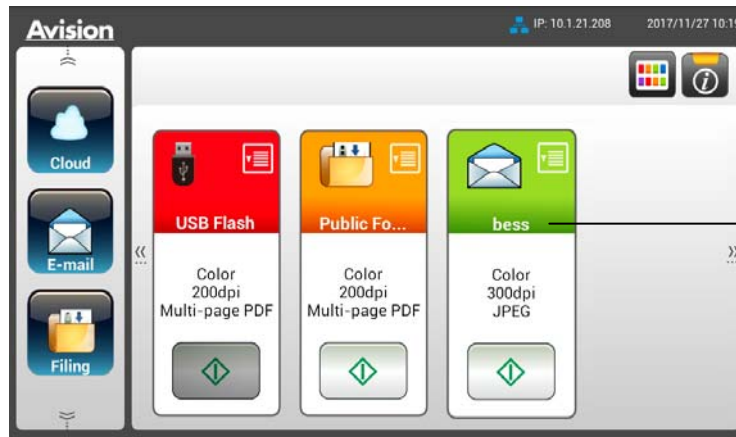 Avision
IP: 10.1.21.208
2017/11/27 10:19
Cloud
E-mail
Filing
USB Flash
Color
200dpi
Multi-page PDF
Public Fo...
Color
200dpi
Multi-page PDF
bess
Color
300dpi
JPEG